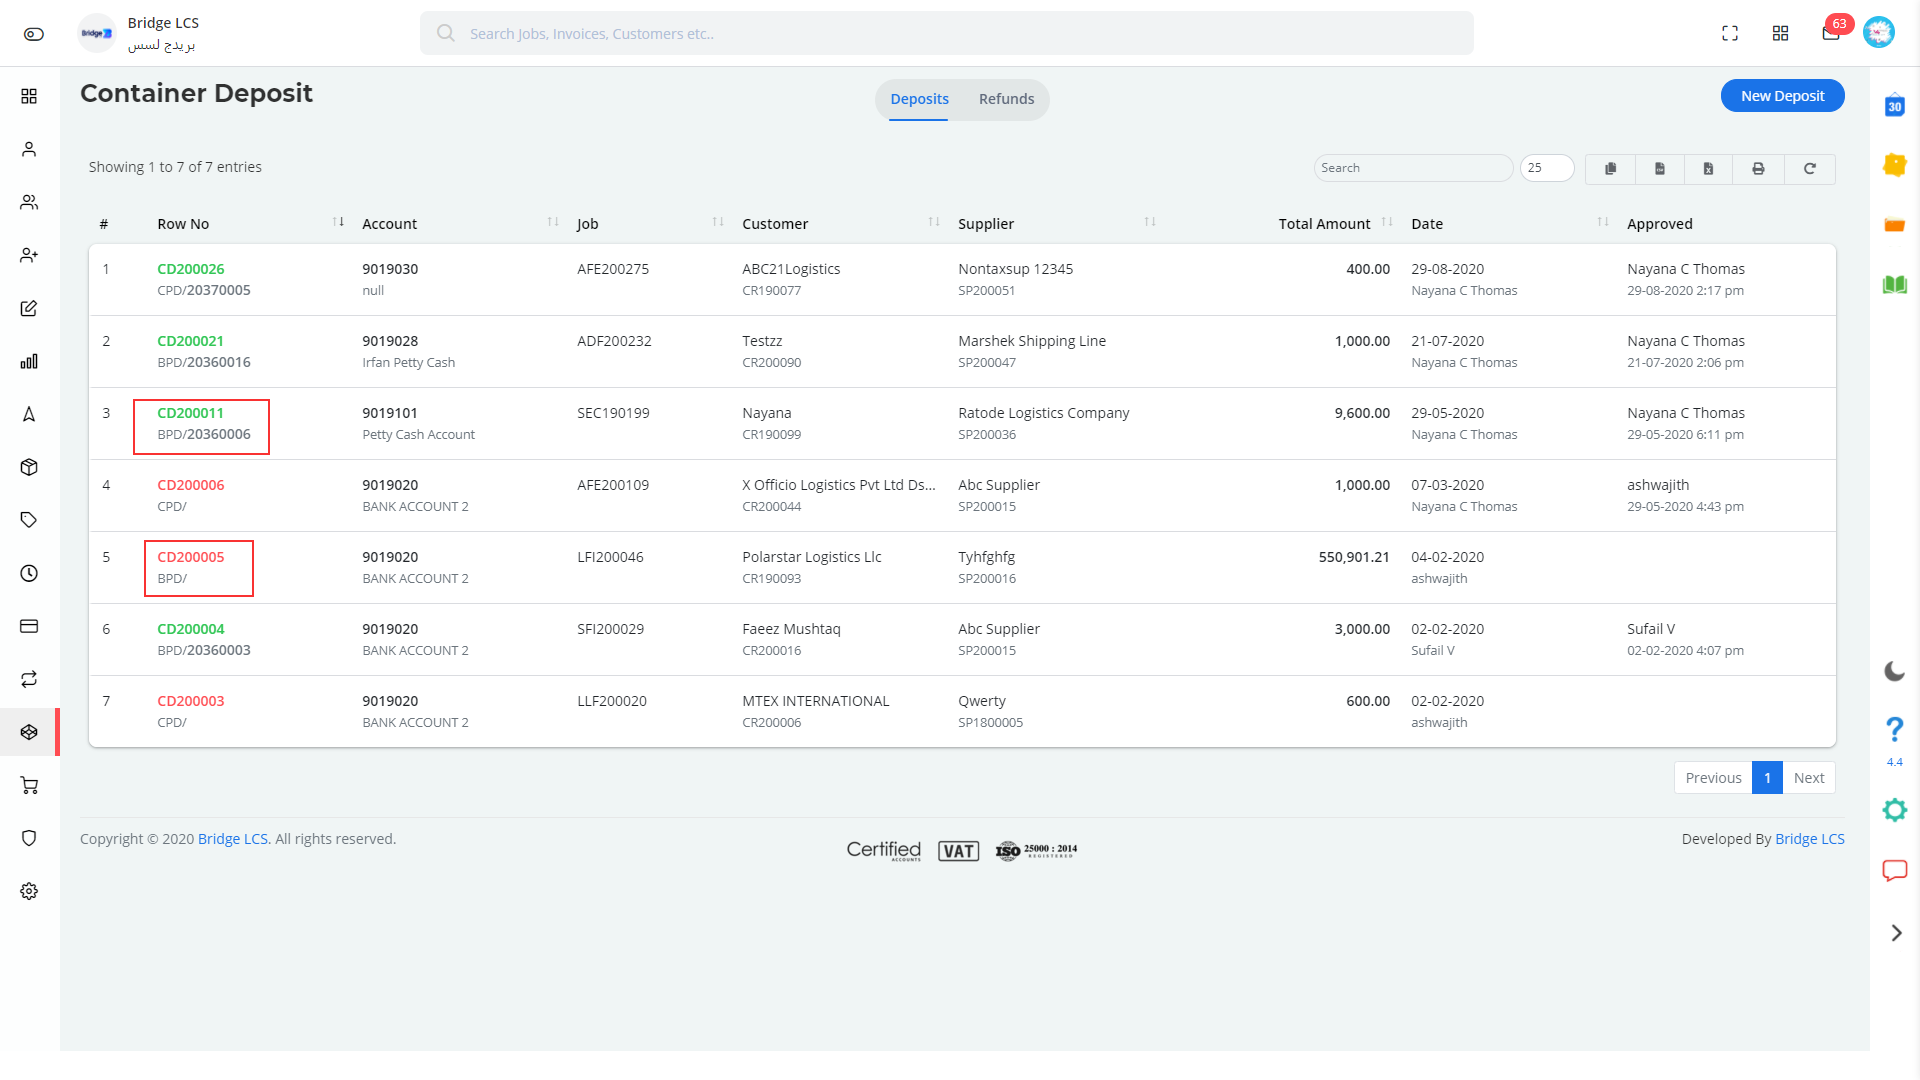 Bridge LCS
بريدج لسس
Search Jobs, Invoices, Customers etc..
63
Container Deposit
Deposits Refunds
New Deposit
30
Showing 1 to 7 of 7 entries
Search 25
# Row No Account Job Customer Supplier Total Amount Date Approved
1 CD200026 9019030 AFE200275 ABC21Logistics Nontaxsup 12345 400.00 29-08-2020 Nayana C Thomas
CPD/20370005 null CR190077 SP200051 Nayana C Thomas 29-08-2020 2:17 pm
2 CD200021 9019028 ADF200232 Testzz Marshek Shipping Line 1,000.00 21-07-2020 Nayana C Thomas
BPD/20360016 Irfan Petty Cash CR200090 SP200047 Nayana C Thomas 21-07-2020 2:06 pm
3 CD200011 9019101 SEC190199 Nayana Ratode Logistics Company 9,600.00 29-05-2020 Nayana C Thomas
BPD/20360006 Petty Cash Account CR190099 SP200036 Nayana C Thomas 29-05-2020 6:11 pm
4 CD200006 9019020 AFE200109 X Officio Logistics Pvt Ltd Ds... Abc Supplier 1,000.00 07-03-2020 ashwajith
CPD/ BANK ACCOUNT 2 CR200044 SP200015 Nayana C Thomas 29-05-2020 4:43 pm
5 CD200005 9019020 LFI200046 Polarstar Logistics Llc Tyhfghfg 550,901.21 04-02-2020
BPD/ BANK ACCOUNT 2 CR190093 SP200016 ashwajith
6 CD200004 9019020 SFI200029 Faeez Mushtaq Abc Supplier 3,000.00 02-02-2020 Sufail V
BPD/20360003 BANK ACCOUNT 2 CR200016 SP200015 Sufail V 02-02-2020 4:07 pm
7 CD200003 9019020 LLF200020 MTEX INTERNATIONAL Qwerty 600.00 02-02-2020
CPD/ BANK ACCOUNT 2 CR200006 SP1800005 ashwajith
4.4
Previous 1 Next
Copyright © 2020 Bridge LCS. All rights reserved.
Certified ACCOUNTS VAT ISO 25000 : 2014 REGISTERED
Developed By Bridge LCS